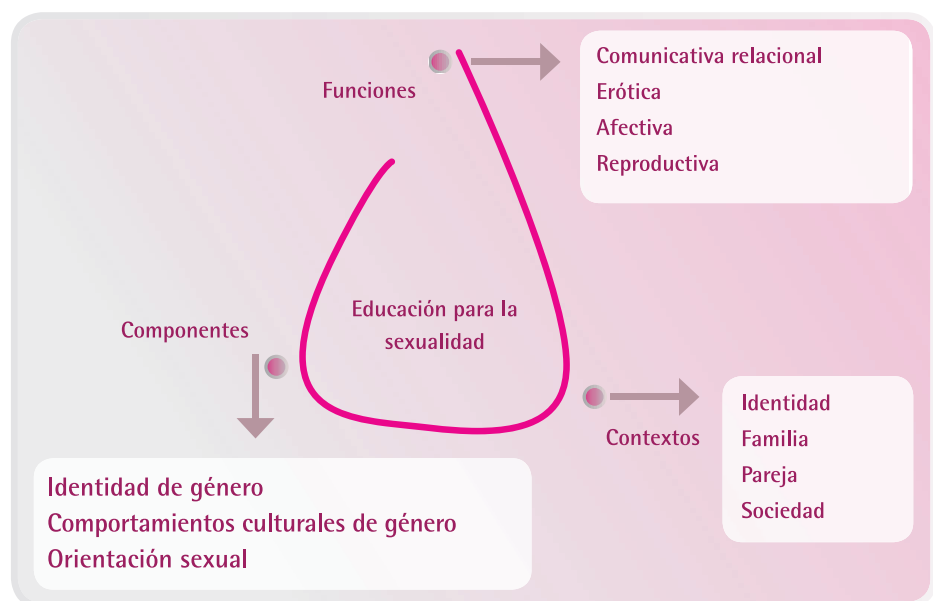 Funciones
Comunicativa relacional
Erótica
Afectiva
Reproductiva
Educación para la
sexualidad
Componentes
Identidad de género
Comportamientos culturales de género
Orientación sexual
Contextos
Identidad
Familia
Pareja
Sociedad